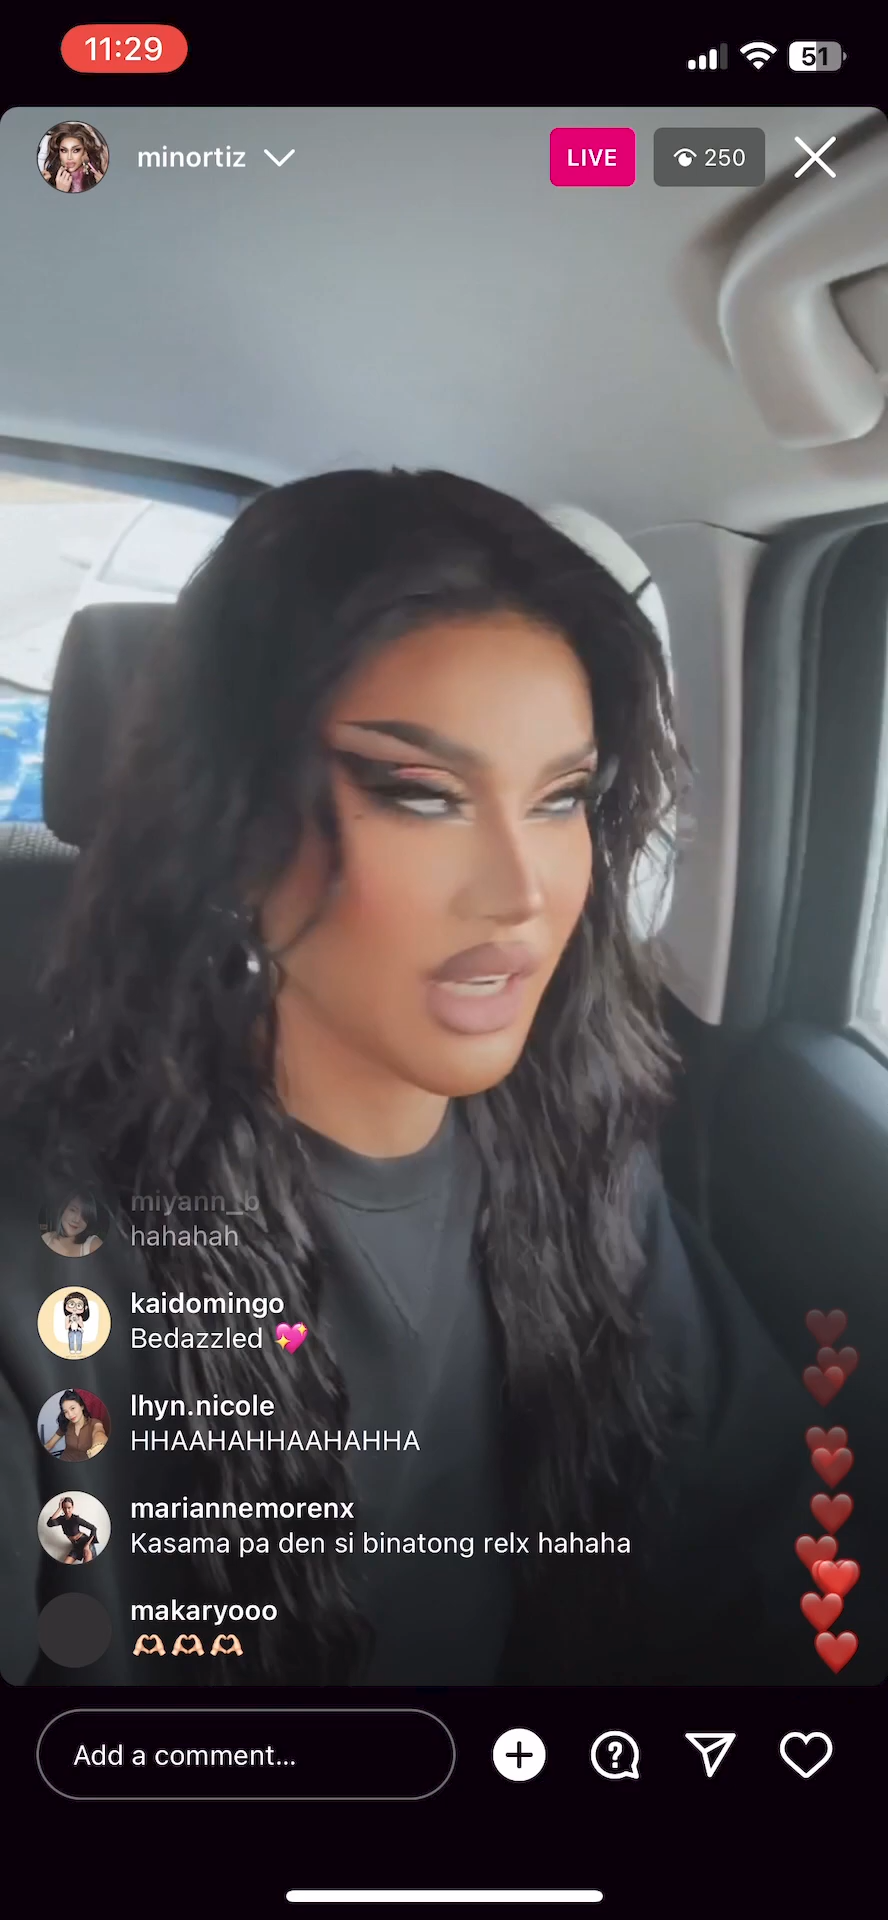 11:29
51
minortiz
LIVE
250
miyann_b
hahahah
kaidomingo
Bedazzled 💖
lhyn.nicole
HHAAHAHHAAHAHHA
mariannemorenx
Kasama pa den si binatong relx hahaha
makaryooo
🫶🏻🫶🏻🫶🏻
Add a comment...